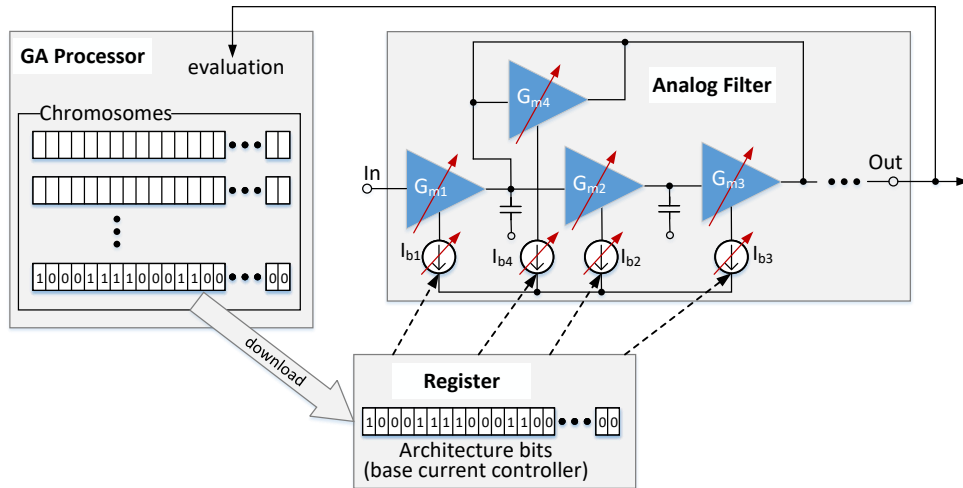 GA Processor
evaluation
Chromosomes
1 0 0 0 1 1 1 1 0 0 0 1 1 0 0 0 0
download
Analog Filter
Gm4
In
Gm1
Gm2
Gm3
Out
Ib1
Ib4
Ib2
Ib3
Register
1 0 0 0 1 1 1 1 0 0 0 1 1 0 0 0 0
Architecture bits
(base current controller)